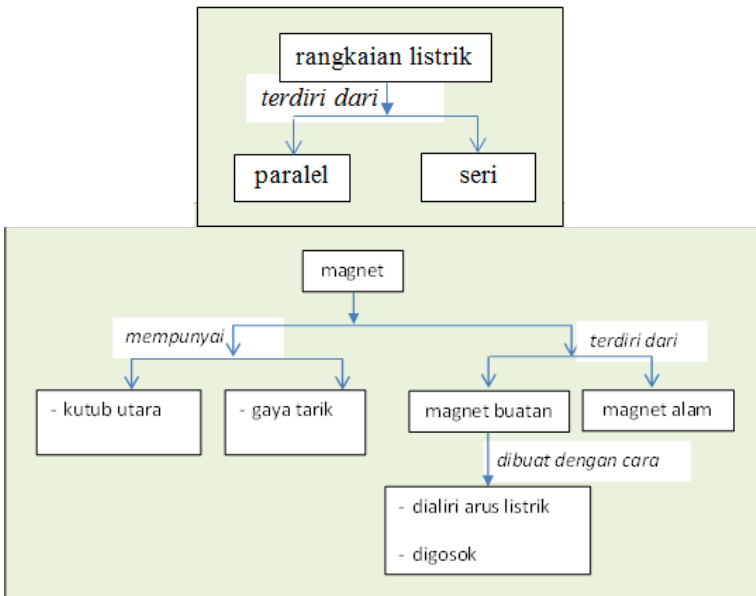 rangkaian listrik
terdiri dari
paralel
seri
magnet
mempunyai
terdiri dari
- kutub utara
- gaya tarik
magnet buatan
magnet alam
dibuat dengan cara
- dialiri arus listrik
- digosok